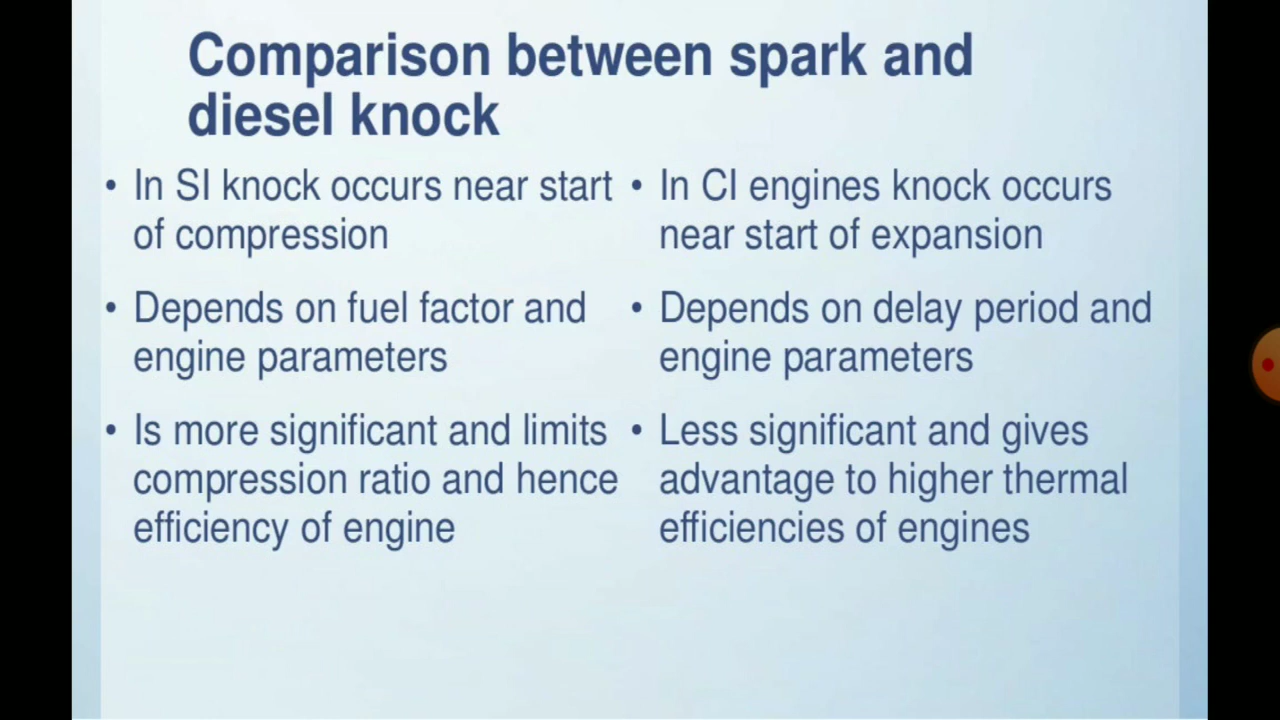 Comparison between spark and
diesel knock
• In SI knock occurs near start
of compression
• Depends on fuel factor and
engine parameters
• Is more significant and limits
compression ratio and hence
efficiency of engine
• In CI engines knock occurs
near start of expansion
• Depends on delay period and
engine parameters
• Less significant and gives
advantage to higher thermal
efficiencies of engines